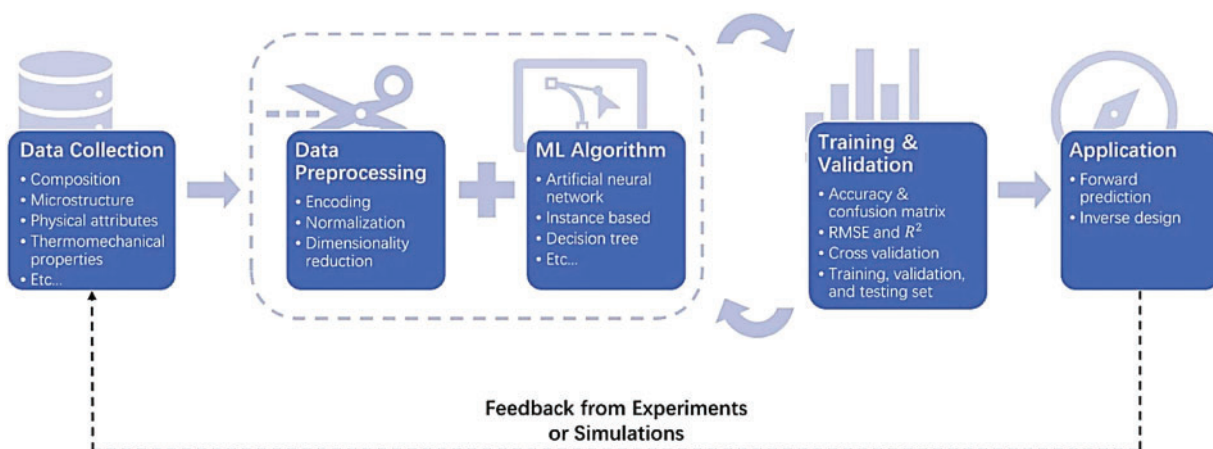 Data Collection
• Composition
• Microstructure
• Physical attributes
• Thermomechanical
properties
• Etc...
Data
Preprocessing
• Encoding
• Normalization
• Dimensionality
reduction
ML Algorithm
• Artificial neural
network
• Instance based
• Decision tree
• Etc...
Training &
Validation
• Accuracy &
confusion matrix
• RMSE and R²
• Cross validation
• Training, validation,
and testing set
Application
• Forward
prediction
• Inverse design
Feedback from Experiments
or Simulations